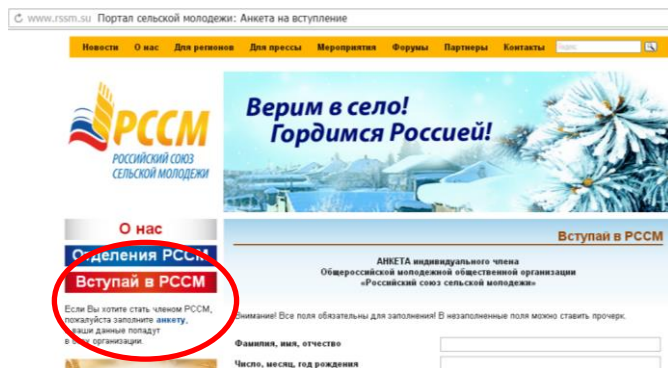 www.rssm.su Портал сельской молодежи: Анкета на вступление
Новости О нас Для регионов Для прессы Мероприятия Форумы Партнеры Контакты
РССМ
РОССИЙСКИЙ СОЮЗ
СЕЛЬСКОЙ МОЛОДЕЖИ
Верим в село!
Гордимся Россией!
О нас
Отделения РССМ
Вступай в РССМ
Если Вы хотите стать членом РССМ,
пожалуйста заполните анкету,
ваши данные попадут
в организации.
Вступай в РССМ
АНКЕТА индивидуального члена
Общероссийской молодежной общественной организации
«Российский союз сельской молодежи»
Внимание! Все поля обязательны для заполнения! В незаполненные поля можно ставить прочерк.
Фамилия, имя, отчество
Число, месяц, год рождения